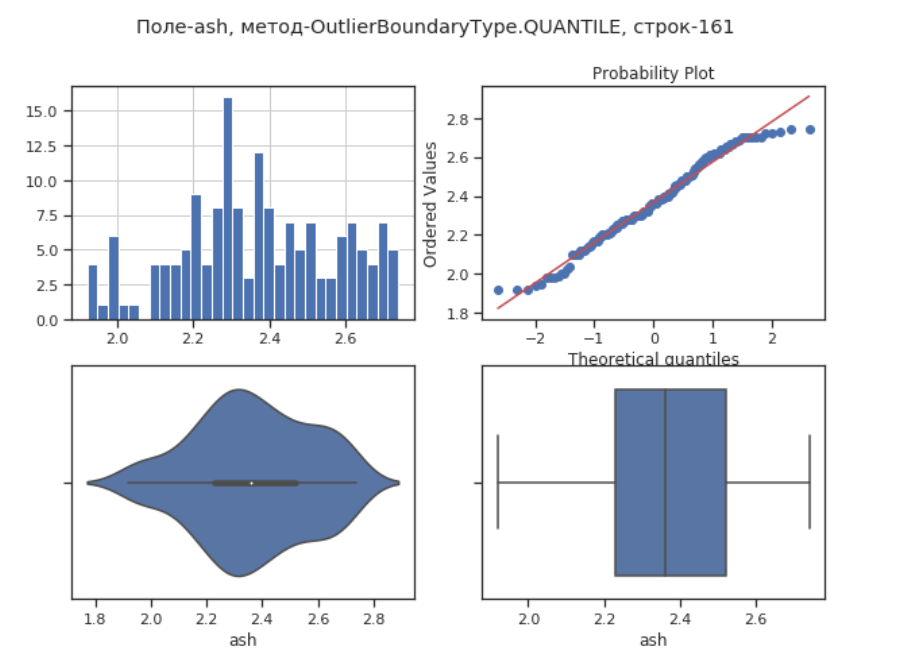 Поле-ash, метод-OutlierBoundaryType.QUANTILE, строк-161
15.0
12.5
10.0
7.5
5.0
2.5
0.0
2.0 2.2 2.4 2.6
Probability Plot
Ordered Values
2.8
2.6
2.4
2.2
2.0
1.8
−2 −1 0 1 2
Theoretical quantiles
1.8 2.0 2.2 2.4 2.6 2.8
ash
2.0 2.2 2.4 2.6
ash